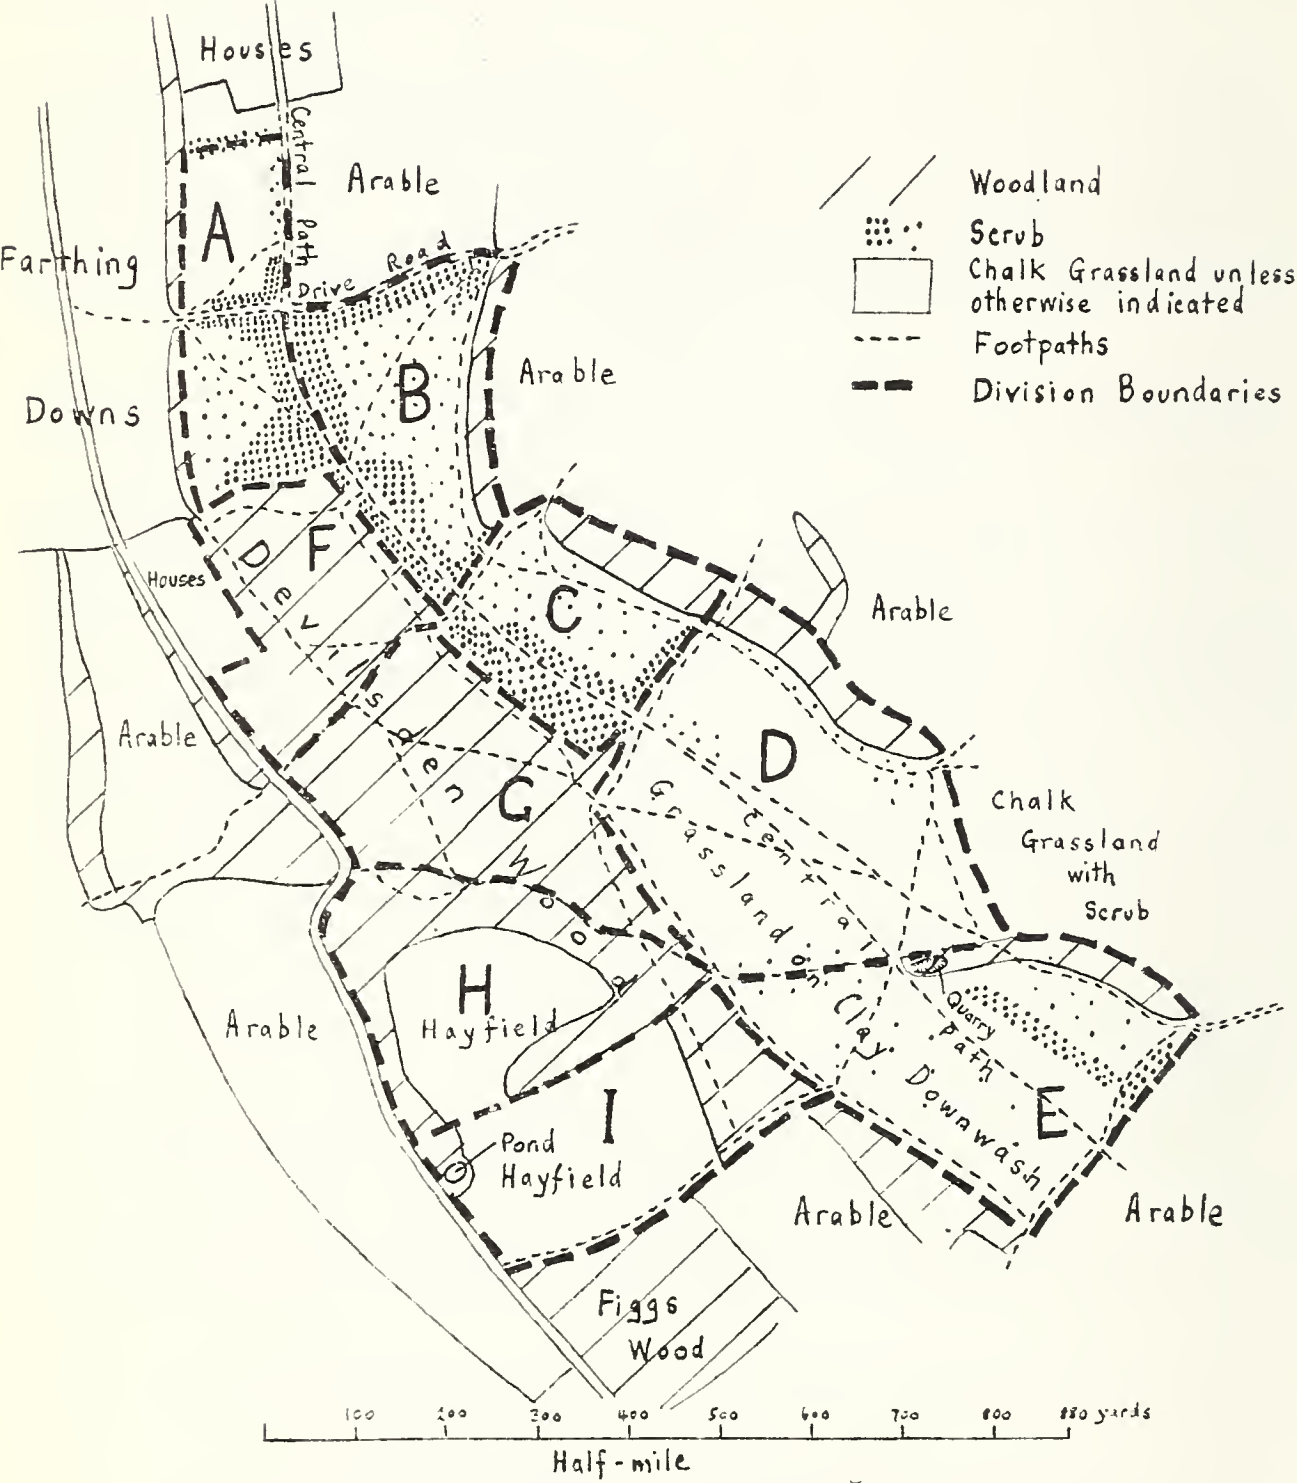 Houses
Central Path
Arable
A
Farthing
Downs
Drive Road
B
Arable
Woodland
Scrub
Chalk Grassland unless
otherwise indicated
Footpaths
Division Boundaries
F
Houses
Devilsden Wood
C
Arable
Arable
D
G
Grassland on Clay Downwash
Central Path
Chalk
Grassland
with
Scrub
H
Hayfield
Arable
Quarry
E
I
Pond
Hayfield
Arable
Arable
Figgs
Wood
100 200 300 400 500 600 700 800 880 yards
Half-mile